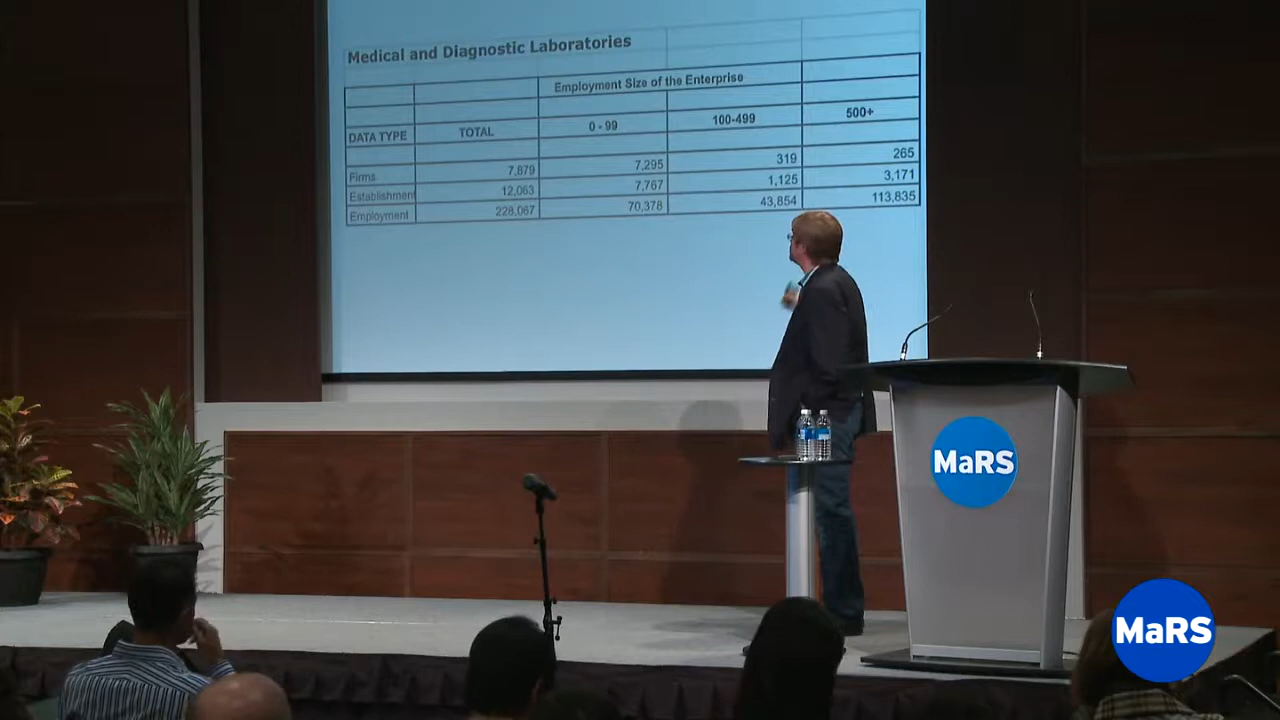 Medical and Diagnostic Laboratories
Employment Size of the Enterprise
DATA TYPE TOTAL 0 - 99 100-499 500+
Firms 7,879 7,295 319 265
Establishment 12,063 7,767 1,125 3,171
Employment 228,067 70,378 43,854 113,835
MaRS
MaRS